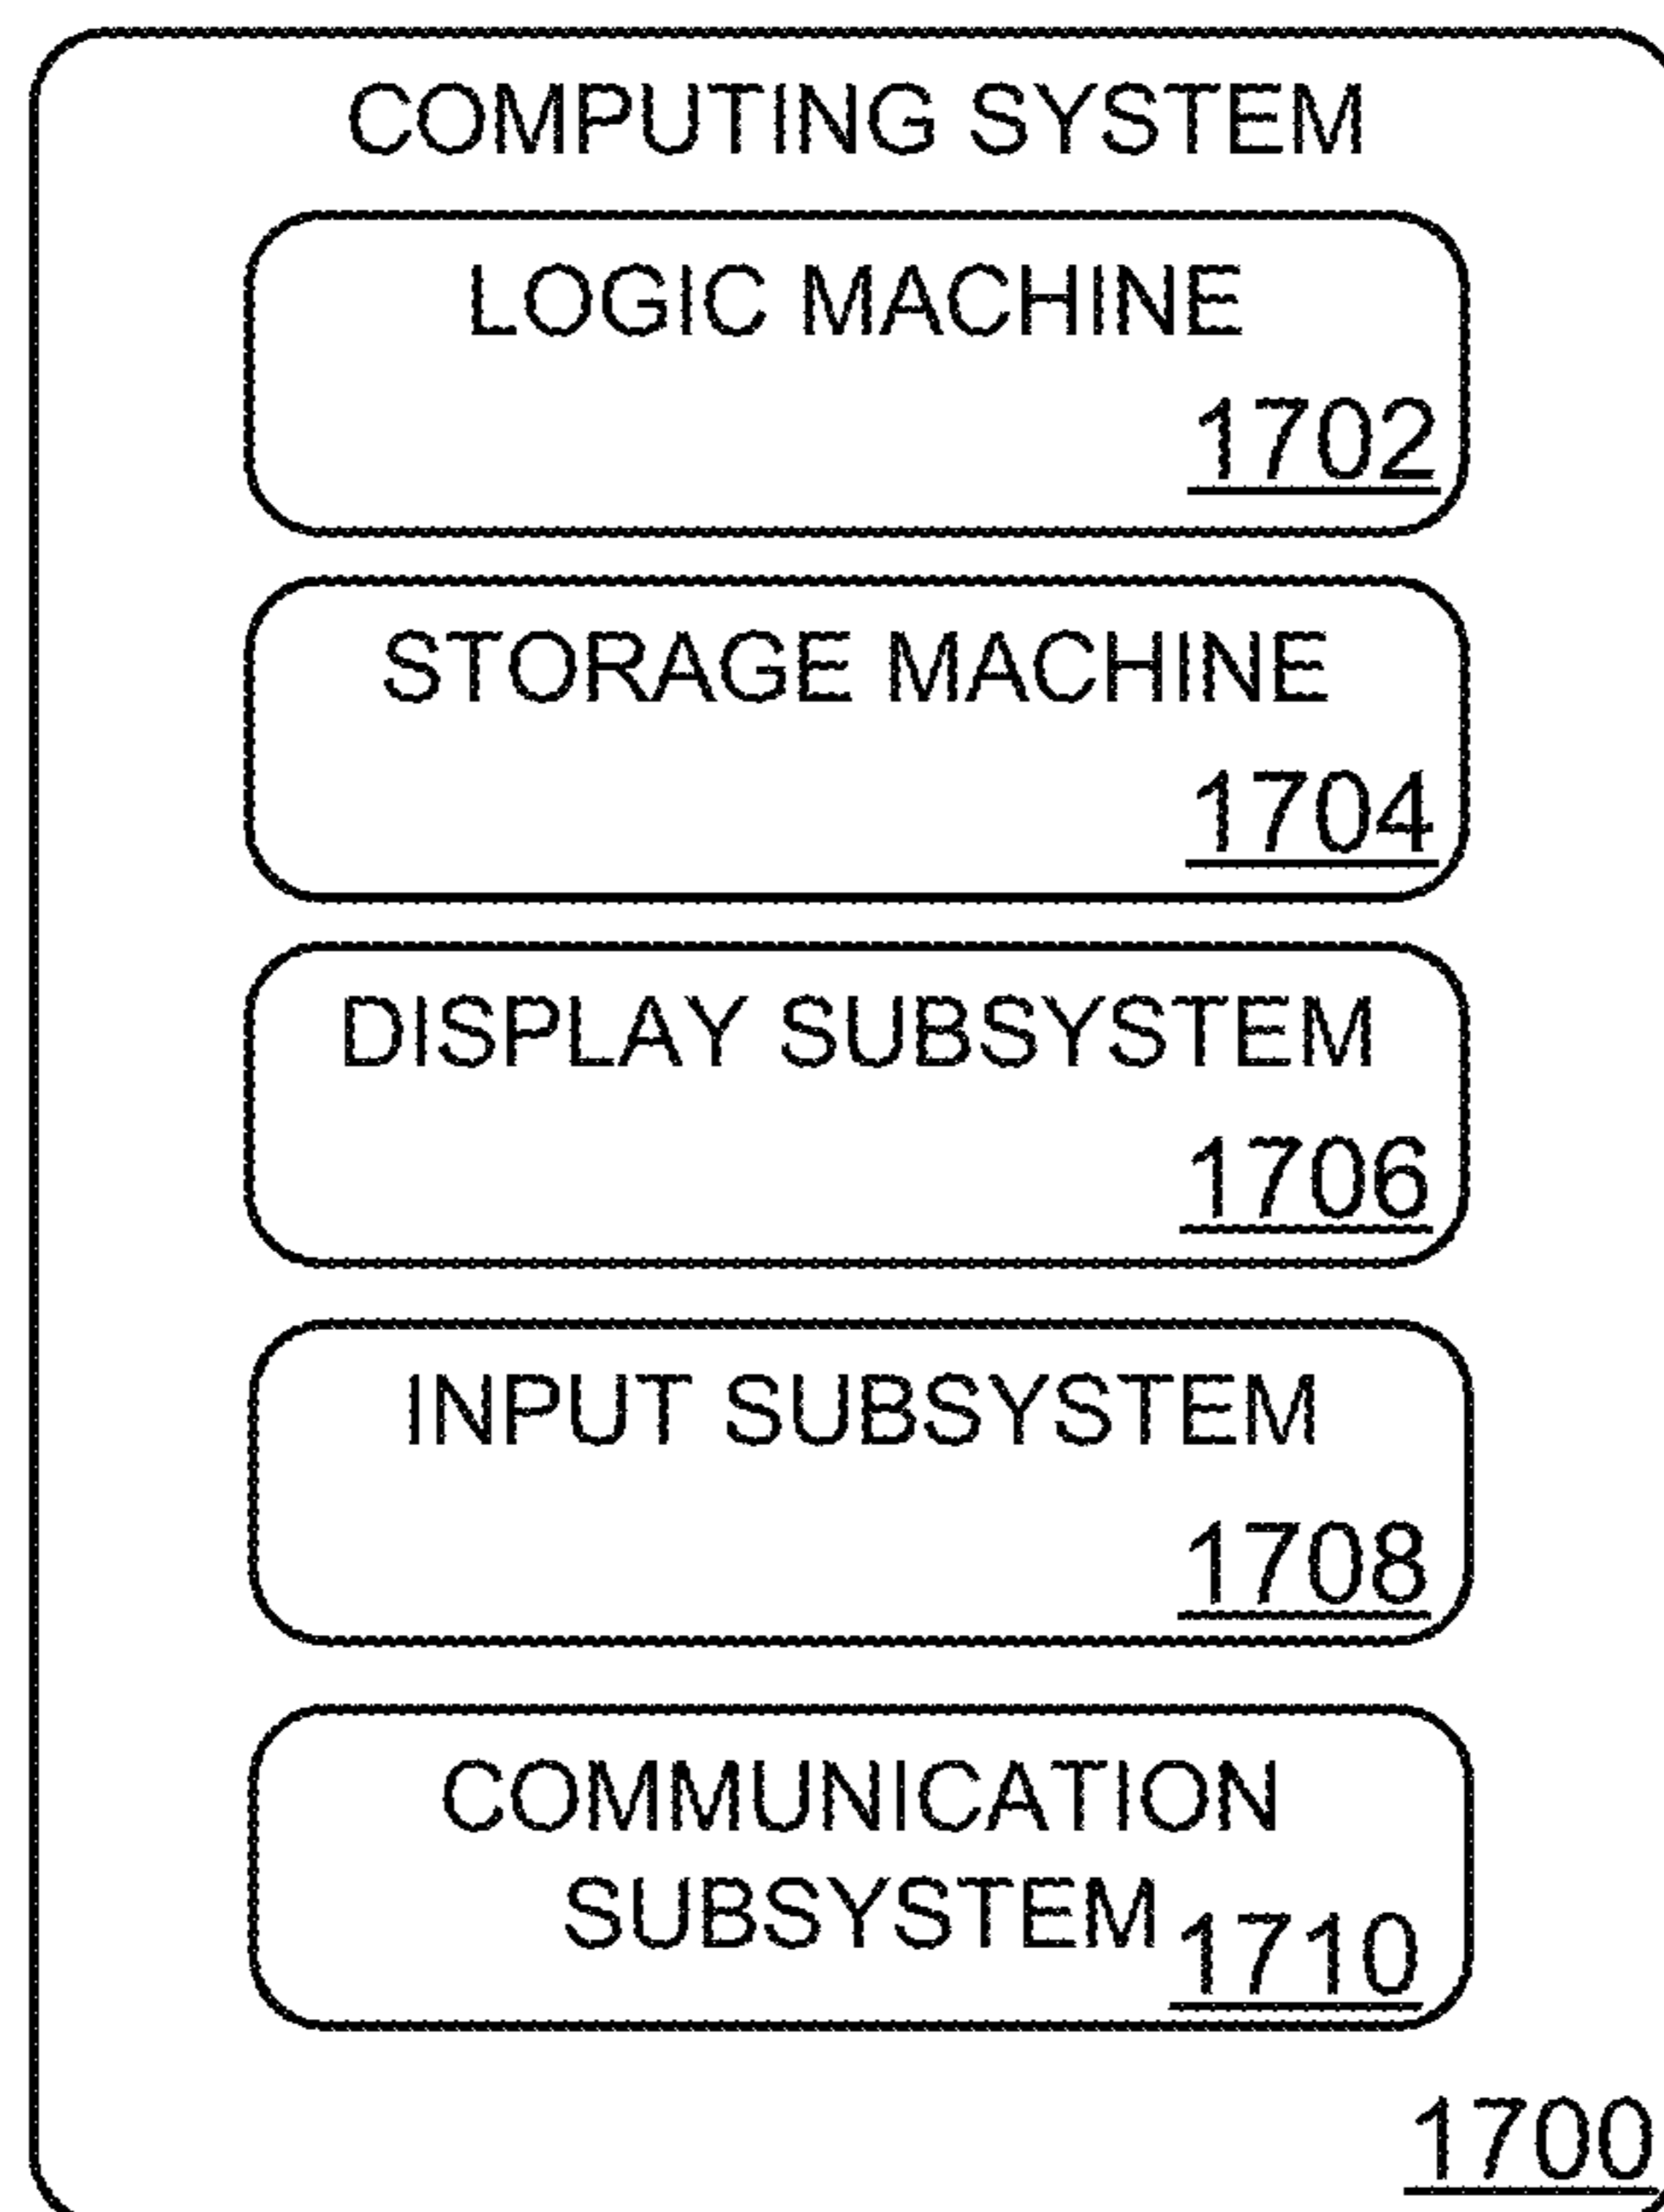 COMPUTING SYSTEM
LOGIC MACHINE
1702
STORAGE MACHINE
1704
DISPLAY SUBSYSTEM
1706
INPUT SUBSYSTEM
1708
COMMUNICATION
SUBSYSTEM 1710
1700